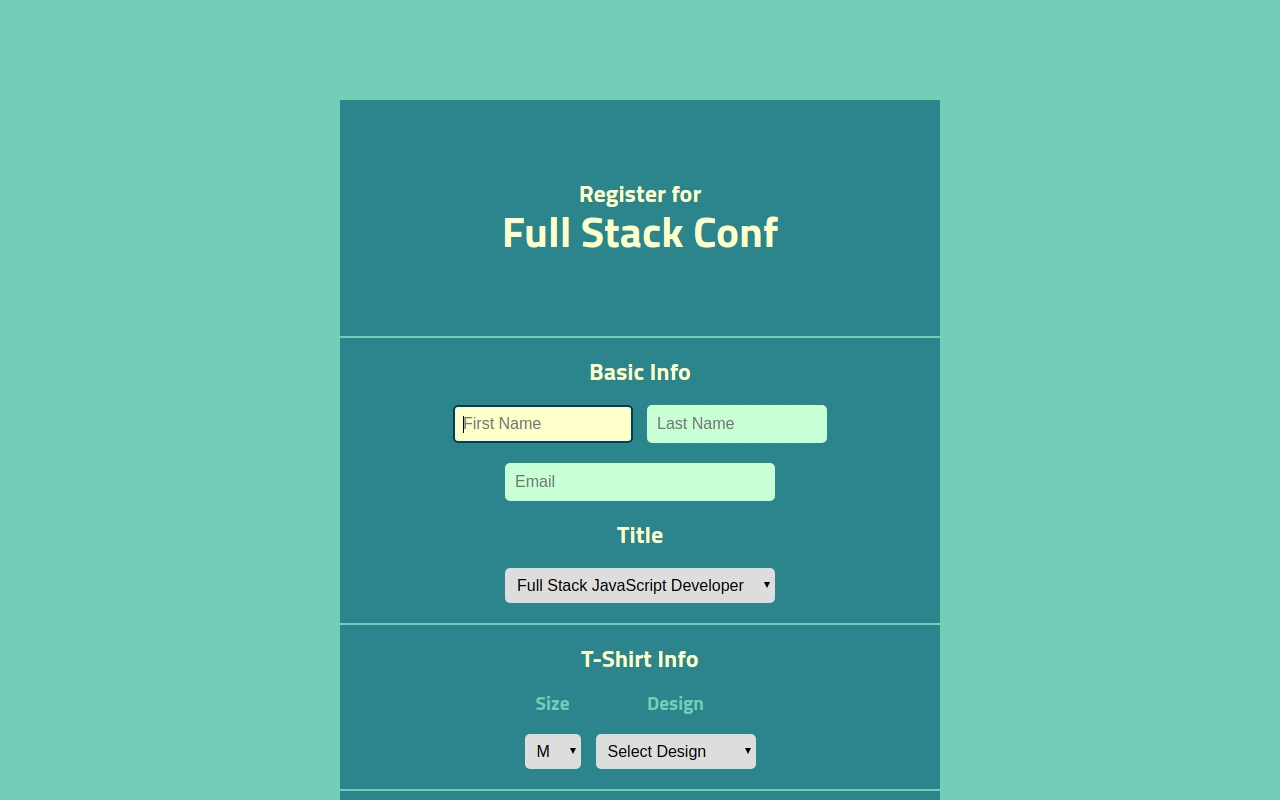 Register for
Full Stack Conf
Basic Info
First Name Last Name
Email
Title
Full Stack JavaScript Developer
T-Shirt Info
Size Design
M Select Design